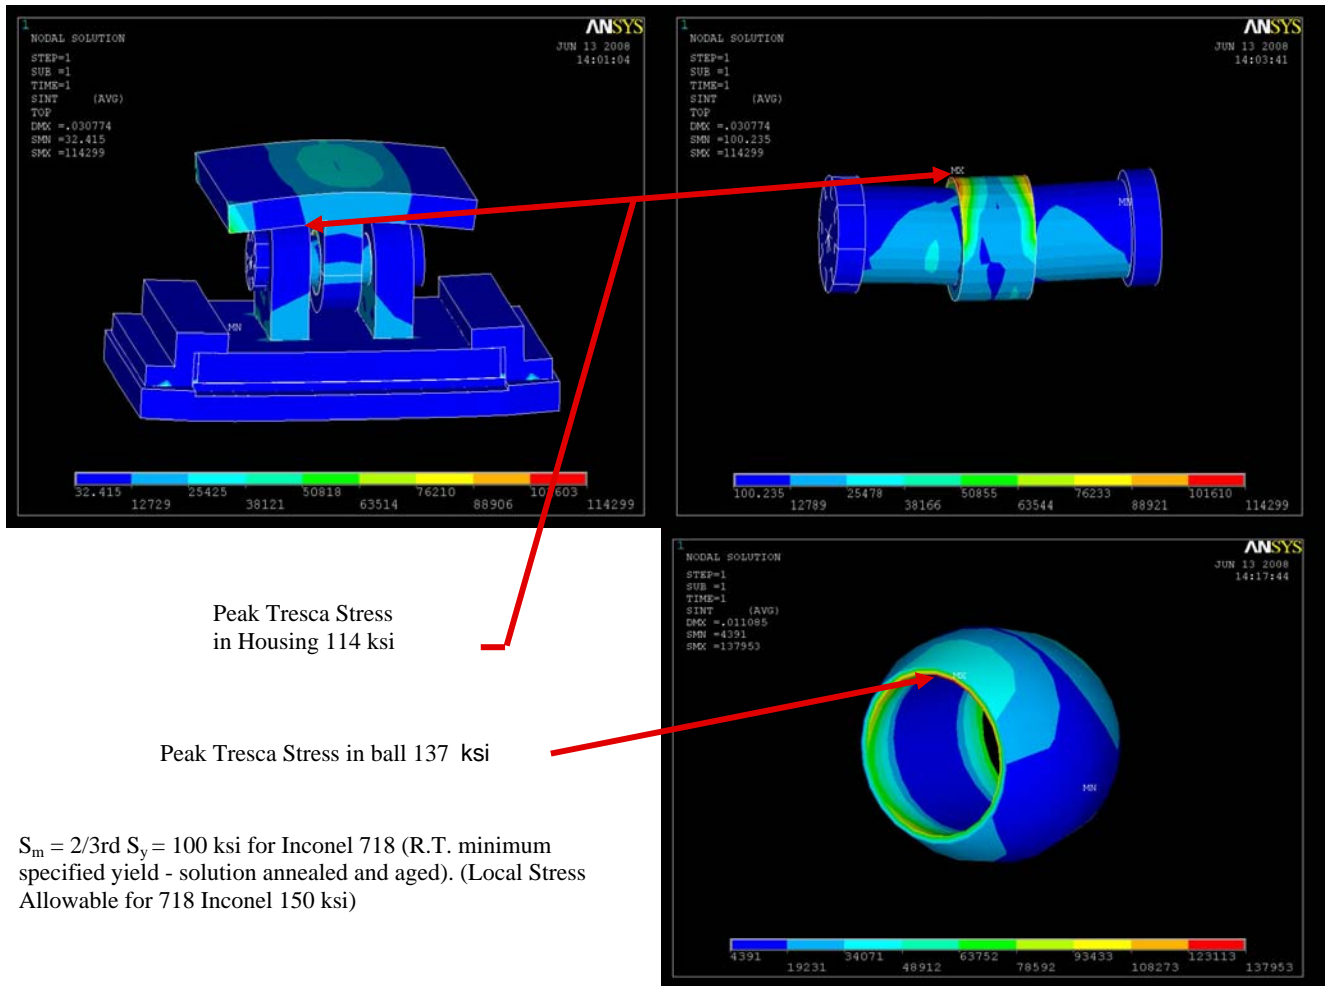 1
ANSYS
NODAL SOLUTION
JUN 13 2008
14:01:04
STEP=1
SUB =1
TIME=1
SINT (AVG)
TOP
DMX =.030774
SMN =32.415
SMX =114299
MN
32.415 25425 50818 76210 101603
12729 38121 63514 88906 114299
1
ANSYS
NODAL SOLUTION
JUN 13 2008
14:03:41
STEP=1
SUB =1
TIME=1
SINT (AVG)
TOP
DMX =.030774
SMN =100.235
SMX =114299
MX
MN
100.235 25478 50855 76233 101610
12789 38166 63544 88921 114299
Peak Tresca Stress
in Housing 114 ksi
Peak Tresca Stress in ball 137 ksi
Sm = 2/3rd Sy = 100 ksi for Inconel 718 (R.T. minimum
specified yield - solution annealed and aged). (Local Stress
Allowable for 718 Inconel 150 ksi)
1
ANSYS
NODAL SOLUTION
JUN 13 2008
14:17:44
STEP=1
SUB =1
TIME=1
SINT (AVG)
DMX =.011085
SMN =4391
SMX =137953
MX
MN
4391 34071 63752 93433 123113
19231 48912 78592 108273 137953